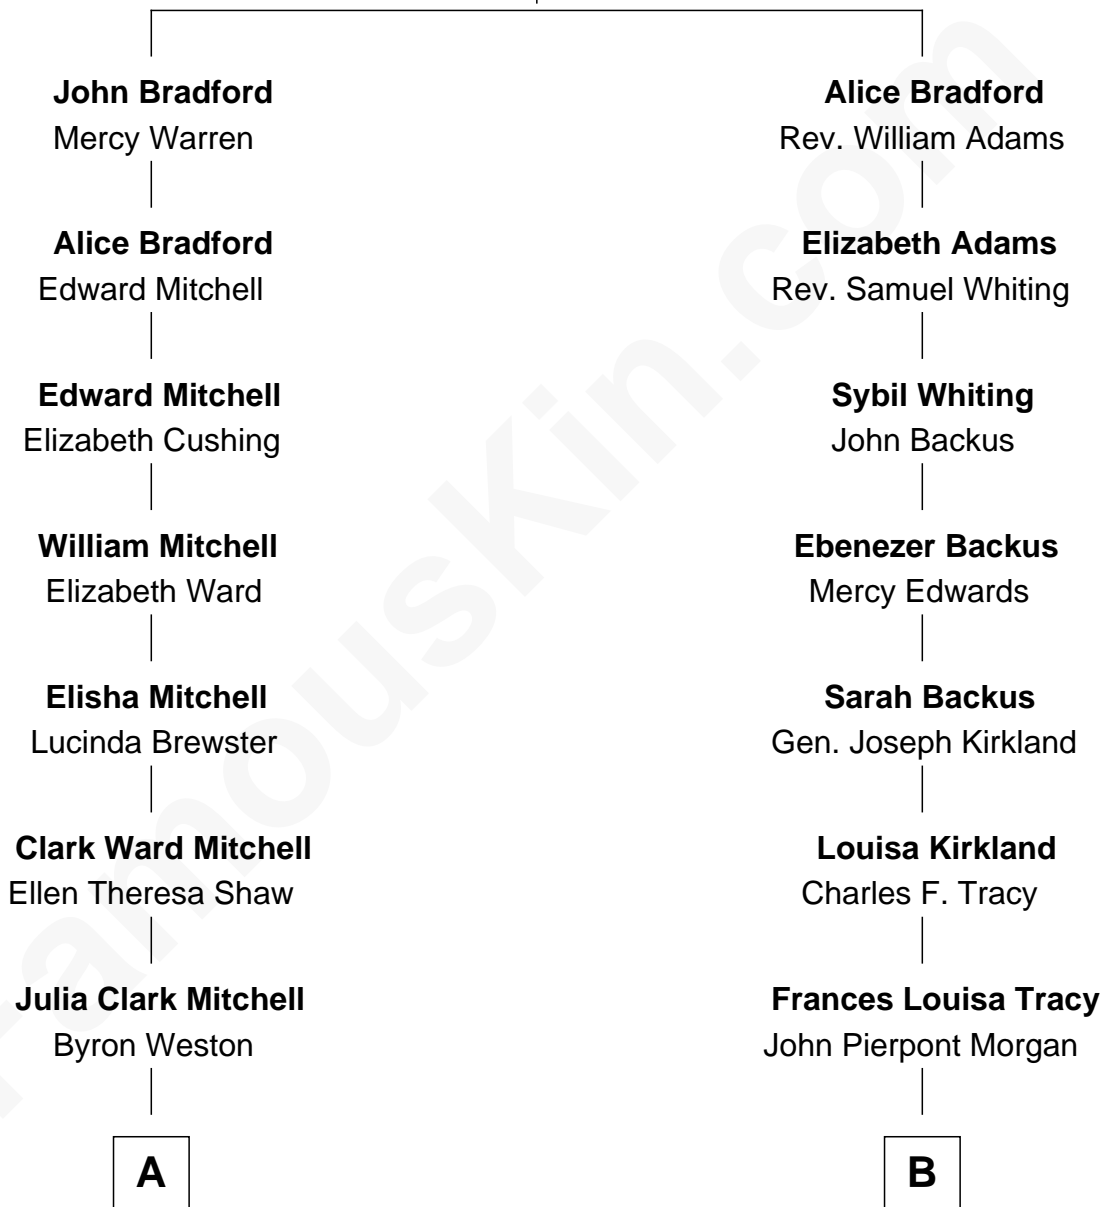 John Bradford
Mercy Warren
Alice Bradford
Edward Mitchell
Edward Mitchell
Elizabeth Cushing
William Mitchell
Elizabeth Ward
Elisha Mitchell
Lucinda Brewster
Clark Ward Mitchell
Ellen Theresa Shaw
Julia Clark Mitchell
Byron Weston
A
Alice Bradford
Rev. William Adams
Elizabeth Adams
Rev. Samuel Whiting
Sybil Whiting
John Backus
Ebenezer Backus
Mercy Edwards
Sarah Backus
Gen. Joseph Kirkland
Louisa Kirkland
Charles F. Tracy
Frances Louisa Tracy
John Pierpont Morgan
B
FamousKin.com